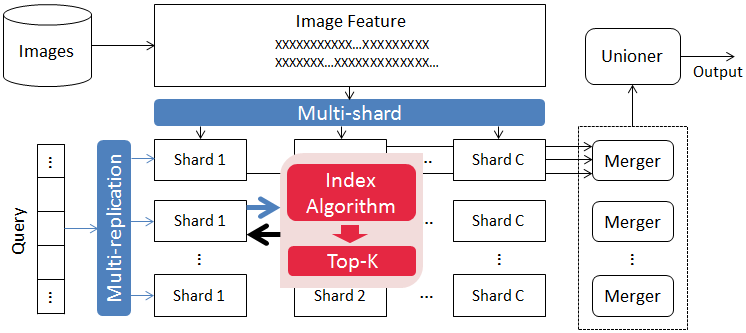 Images
Image Feature
XXXXXXXXXXX...XXXXXXXXX
XXXXXXX...XXXXXXXXXXXXX...
Unioner
Output
Multi-shard
Query
...
...
Multi-replication
Shard 1
..
Shard C
Merger
Index
Algorithm
Top-K
Shard 1
..
Shard C
Merger
...
...
...
Shard 1
Shard 2
...
Shard C
Merger